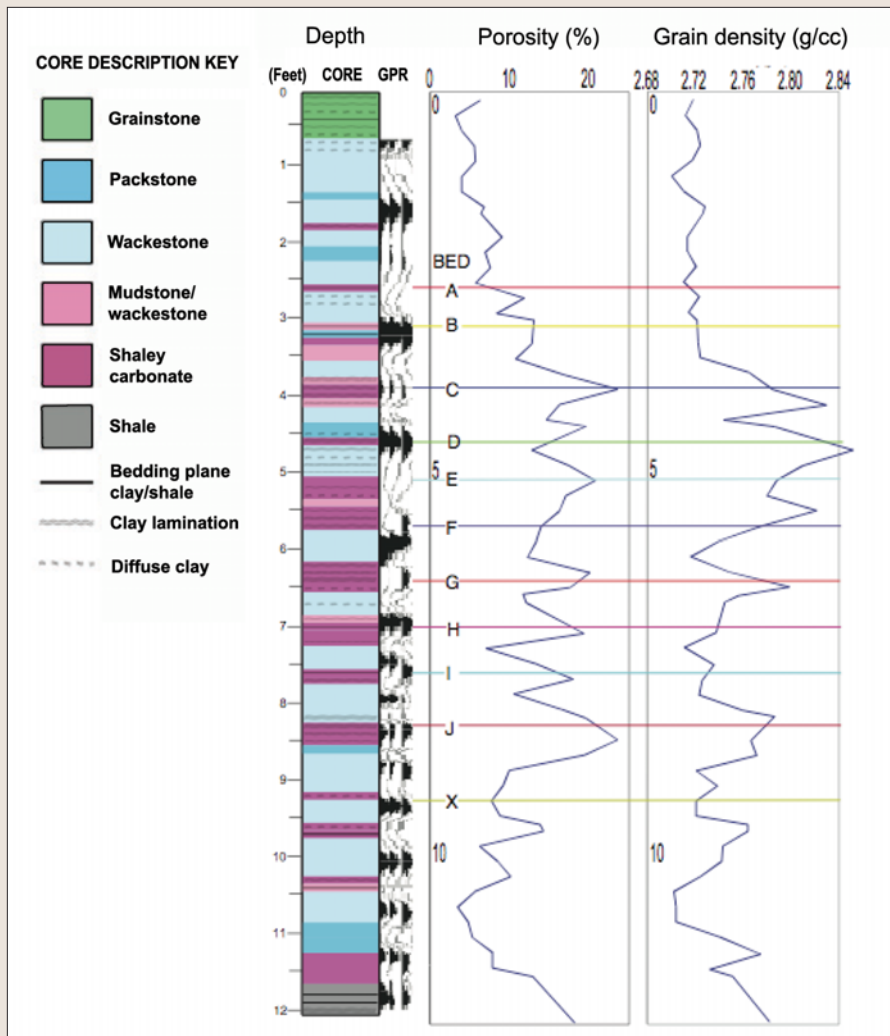 CORE DESCRIPTION KEY
Grainstone
Packstone
Wackestone
Mudstone/
wackestone
Shaley
carbonate
Shale
Bedding plane
clay/shale
Clay lamination
Diffuse clay
Depth
(Feet) CORE GPR
0
1
2
3
4
5
6
7
8
9
10
11
12
Porosity (%)
0 10 20
0
BED
A
B
C
D
5
E
F
G
H
I
J
X
10
Grain density (g/cc)
2.68 2.72 2.76 2.80 2.84
0
5
10